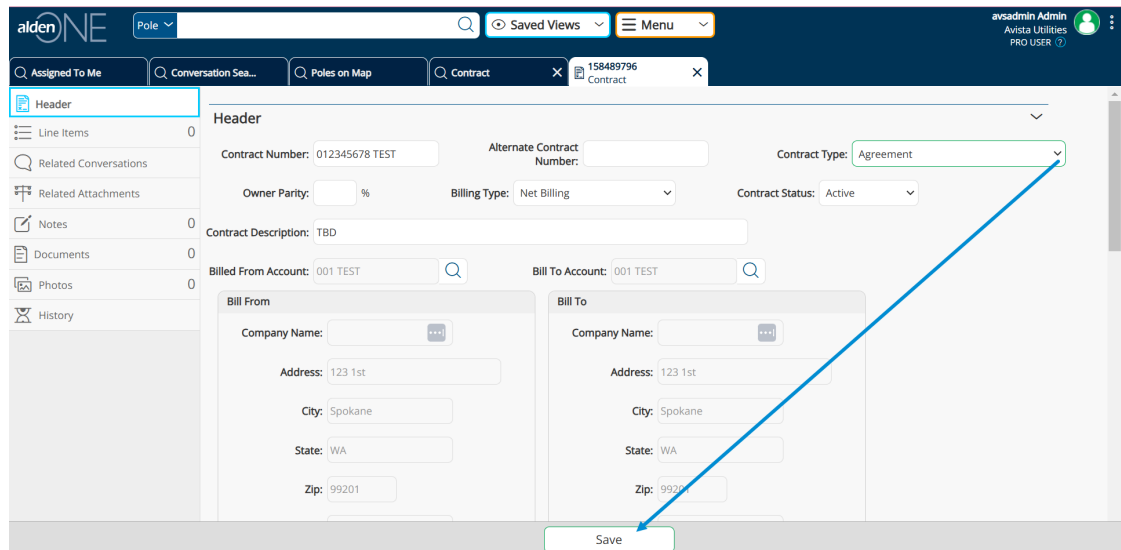 alden ONE Pole Saved Views Menu avsadmin Admin
Avista Utilities
PRO USER ?
Assigned To Me Conversation Sea... Poles on Map Contract X 158489796 X
Contract
Header
Line Items 0
Related Conversations
Related Attachments
Notes 0
Documents 0
Photos 0
History
Header
Contract Number: 012345678 TEST Alternate Contract Number: Contract Type: Agreement
Owner Parity: % Billing Type: Net Billing Contract Status: Active
Contract Description: TBD
Billed From Account: 001 TEST Bill To Account: 001 TEST
Bill From Bill To
Company Name: Company Name:
Address: 123 1st Address: 123 1st
City: Spokane City: Spokane
State: WA State: WA
Zip: 99201 Zip: 99201
Save